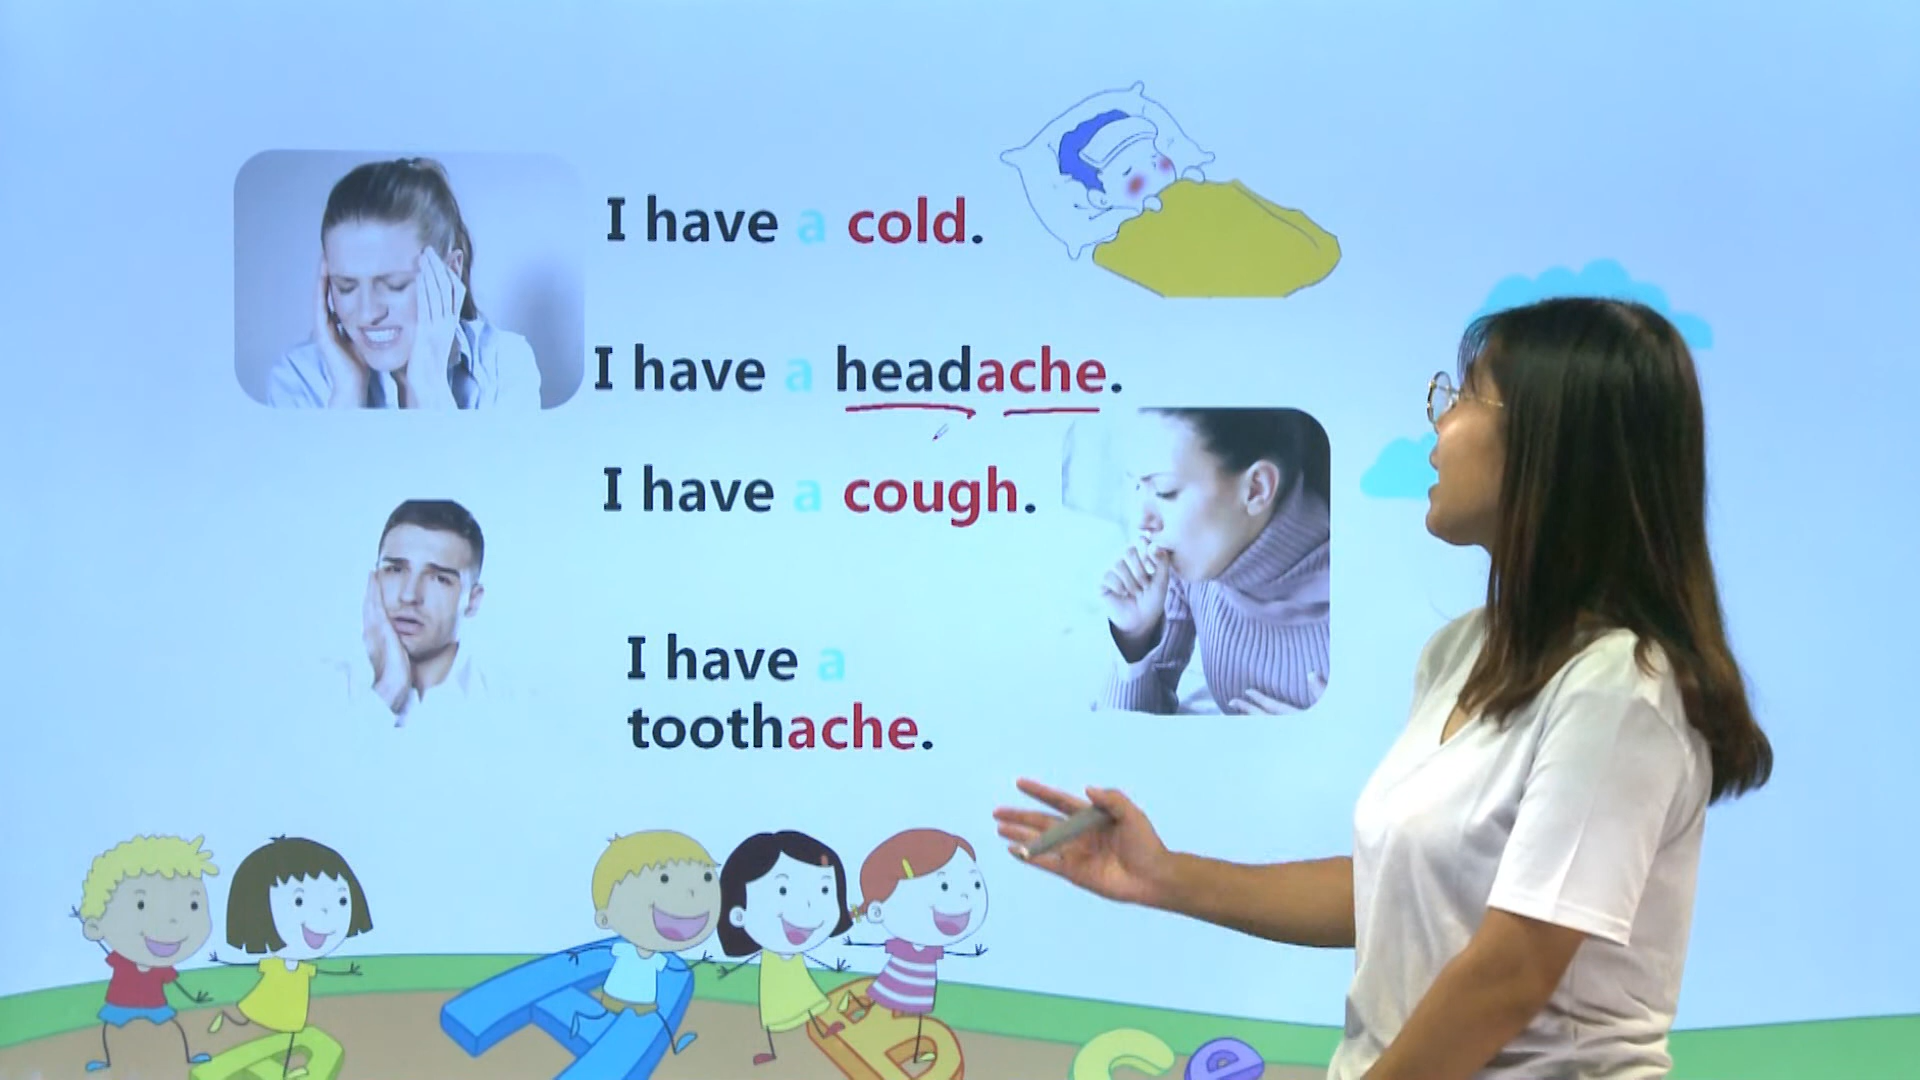 I have a cold.
I have a headache.
I have a cough.
I have a
toothache.
A
B
a
c
e